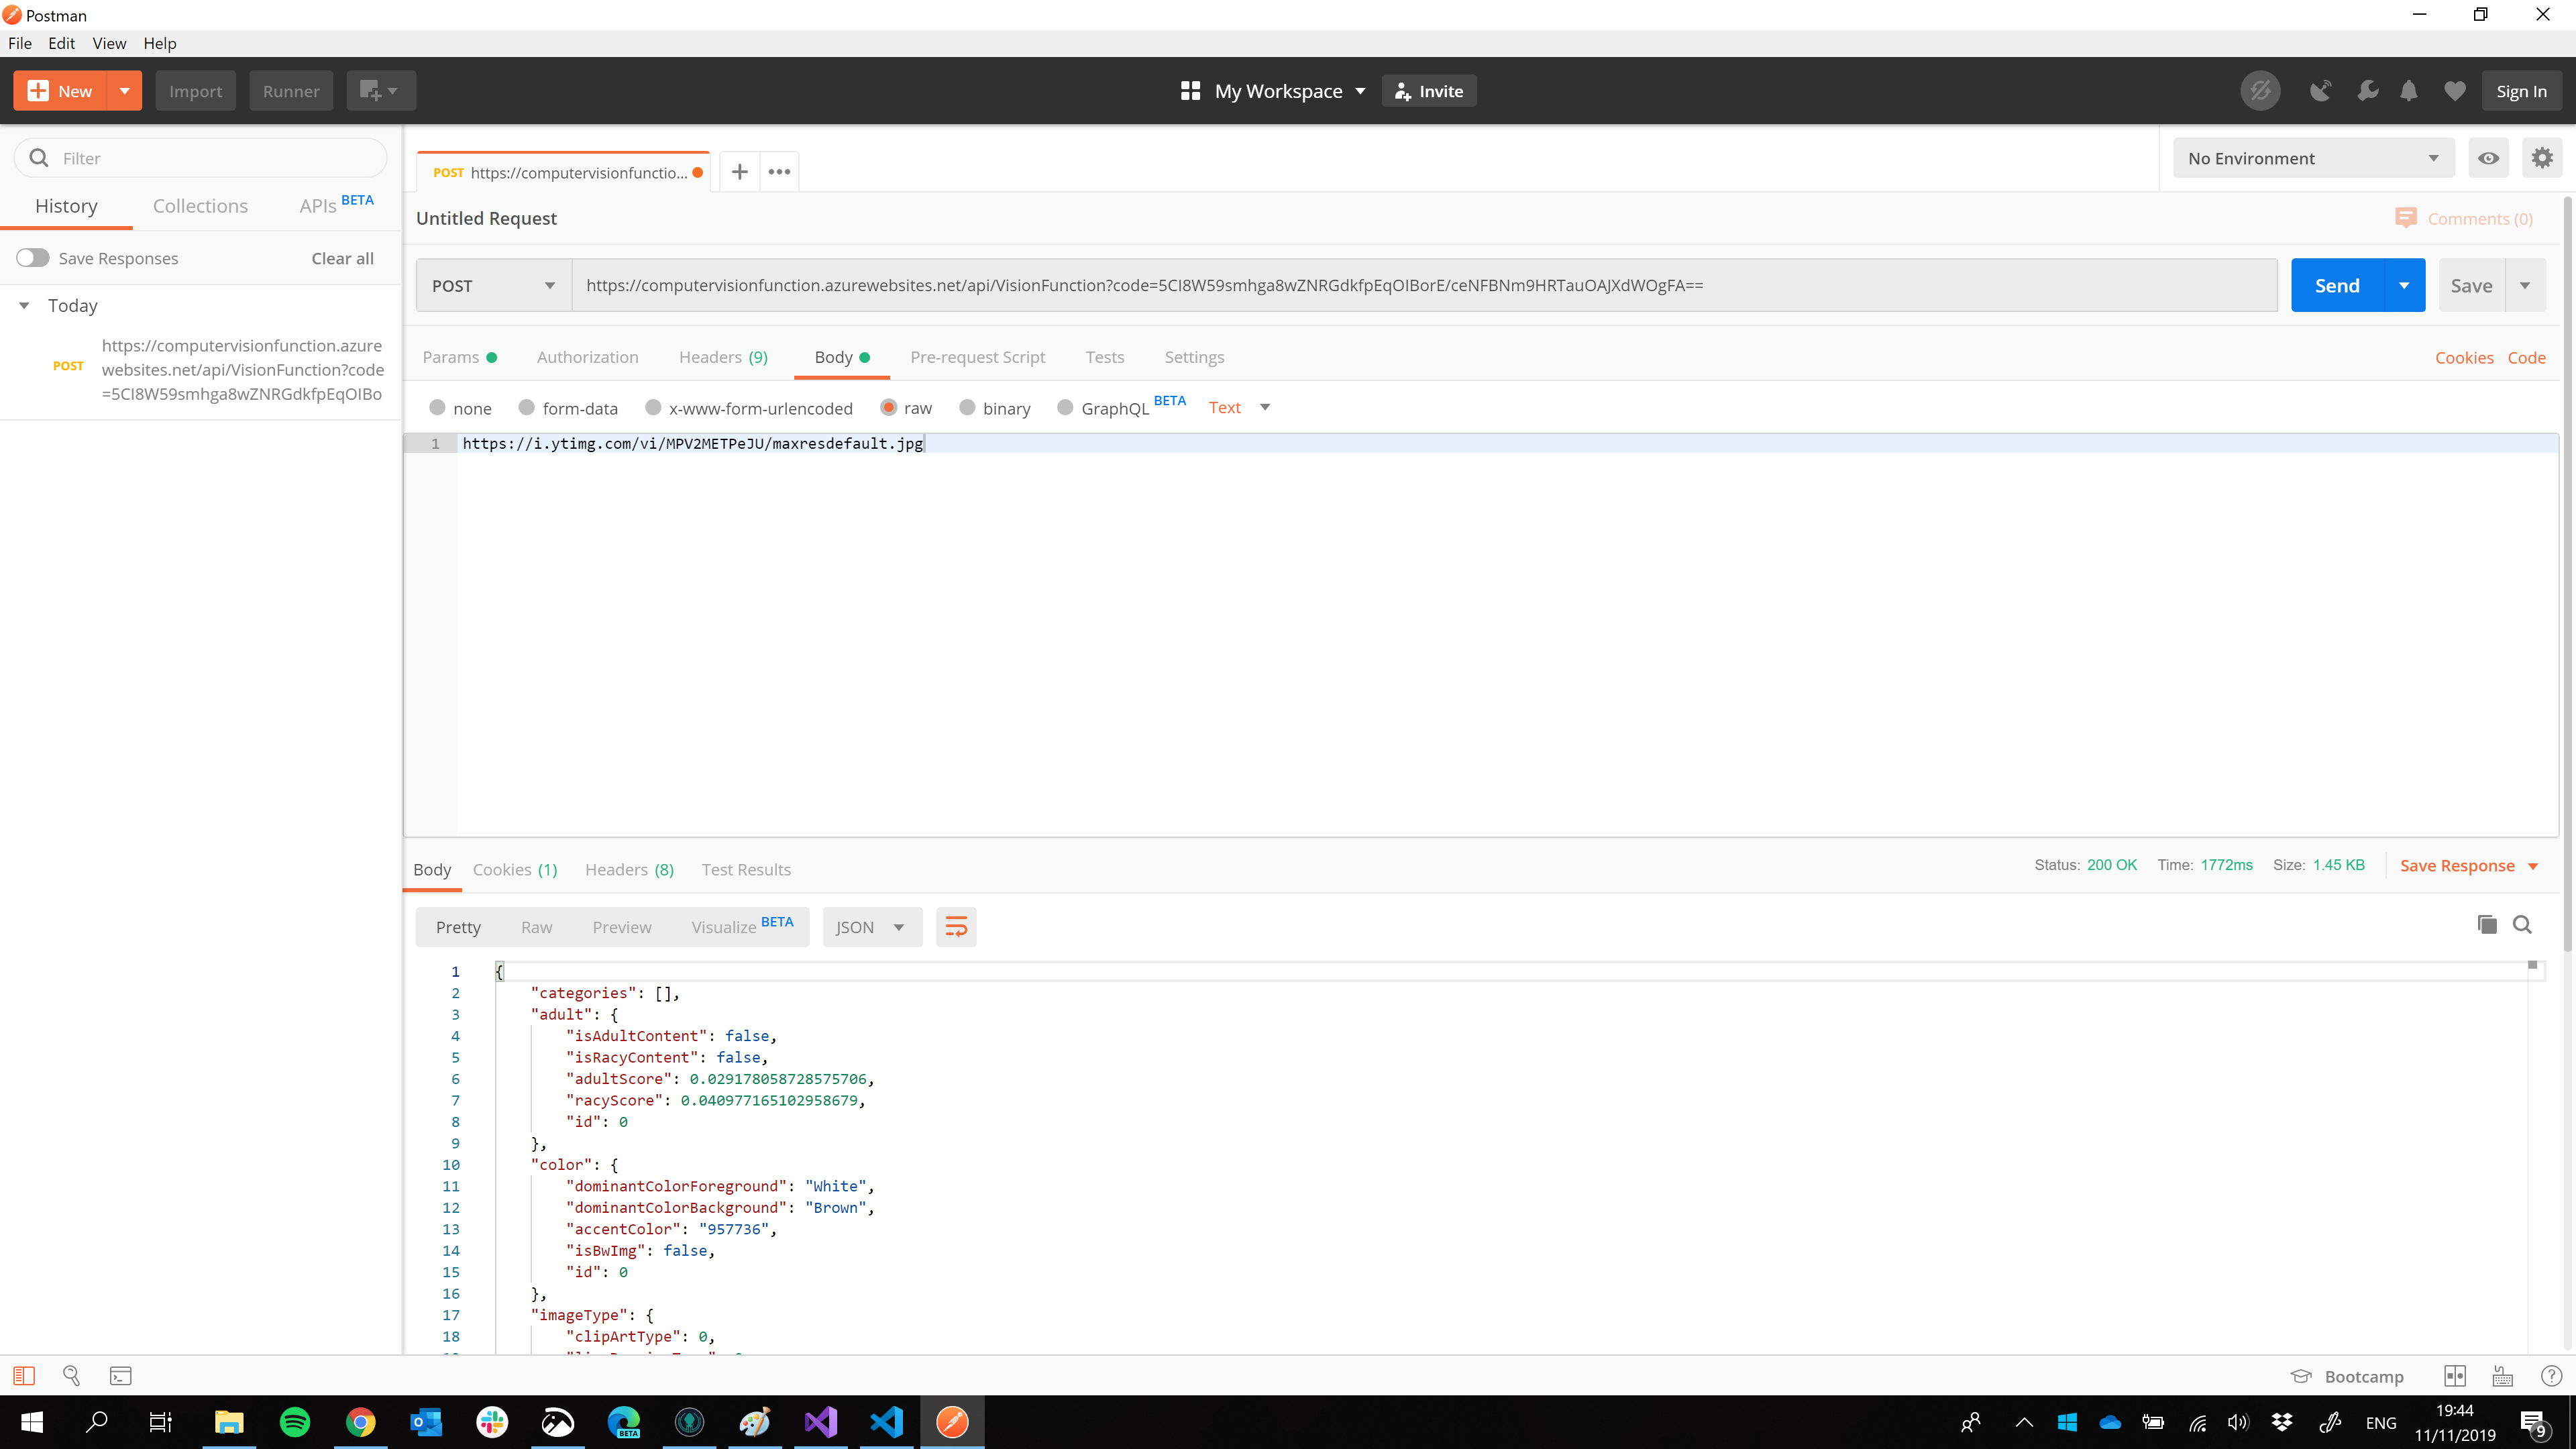 Postman
File Edit View Help
New Import Runner My Workspace Invite Sign In
Filter
History Collections APIs BETA
Save Responses Clear all
Today
POST https://computervisionfunction.azure
websites.net/api/VisionFunction?code
=5CI8W59smhga8wZNRGdkfpEqOIBo
POST https://computervisionfunctio...
No Environment
Untitled Request Comments (0)
POST https://computervisionfunction.azurewebsites.net/api/VisionFunction?code=5CI8W59smhga8wZNRGdkfpEqOIBorE/ceNFBNm9HRTauOAJXdWOgFA== Send Save
Params Authorization Headers (9) Body Pre-request Script Tests Settings Cookies Code
none form-data x-www-form-urlencoded raw binary GraphQL BETA Text
1 https://i.ytimg.com/vi/MPV2METPeJU/maxresdefault.jpg
Body Cookies (1) Headers (8) Test Results Status: 200 OK Time: 1772ms Size: 1.45 KB Save Response
Pretty Raw Preview Visualize BETA JSON
1 {
2 "categories": [],
3 "adult": {
4 "isAdultContent": false,
5 "isRacyContent": false,
6 "adultScore": 0.029178058728575706,
7 "racyScore": 0.040977165102958679,
8 "id": 0
9 },
10 "color": {
11 "dominantColorForeground": "White",
12 "dominantColorBackground": "Brown",
13 "accentColor": "957736",
14 "isBwImg": false,
15 "id": 0
16 },
17 "imageType": {
18 "clipArtType": 0,
Bootcamp
BETA
ENG
19:44
11/11/2019
9